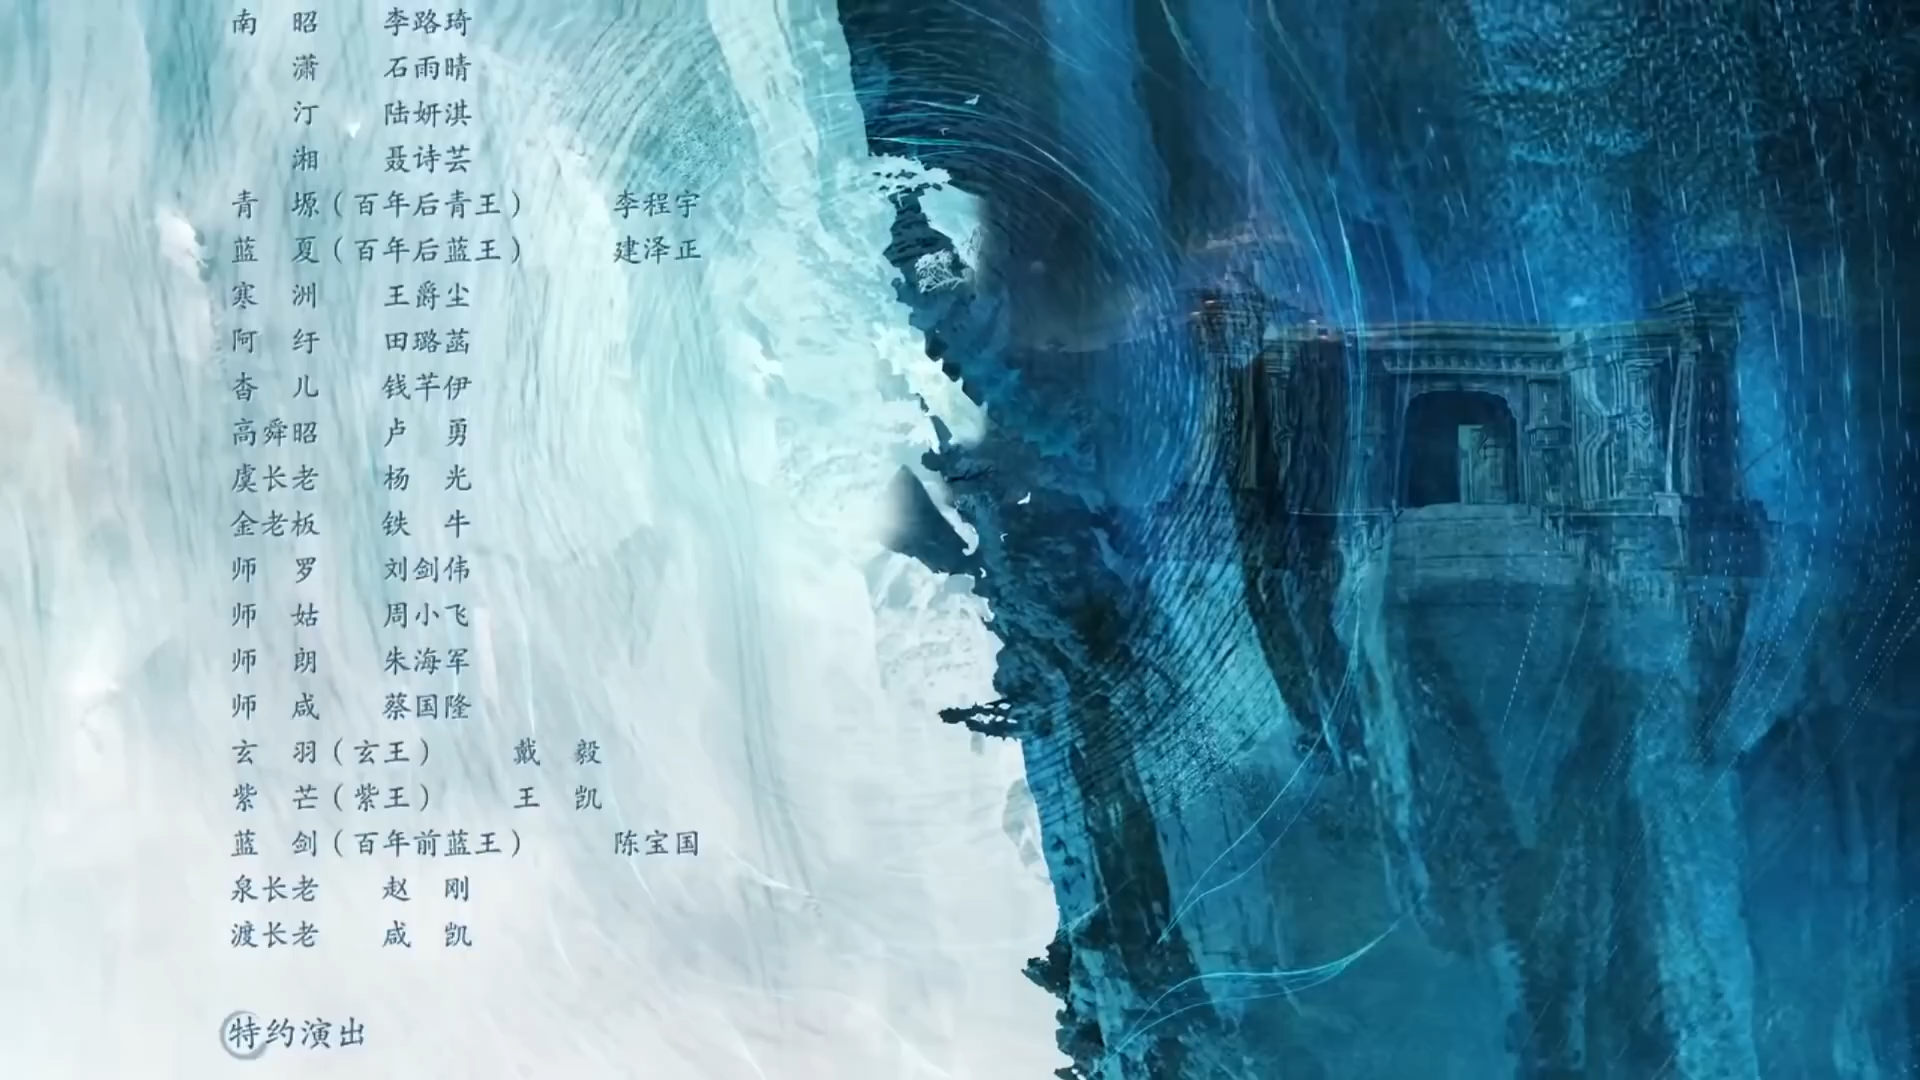 南 昭 李路琦
潇 石雨晴
汀 陆妍淇
湘 聂诗芸
青 塬（百年后青王） 李程宇
蓝 夏（百年后蓝王） 建泽正
寒 洲 王爵尘
阿 纡 田璐菡
杳 儿 钱芊伊
高舜昭 卢 勇
虞长老 杨 光
金老板 铁 牛
师 罗 刘剑伟
师 姑 周小飞
师 朗 朱海军
师 咸 蔡国隆
玄 羽（玄王） 戴 毅
紫 芒（紫王） 王 凯
蓝 剑（百年前蓝王） 陈宝国
泉长老 赵 刚
渡长老 咸 凯
特约演出